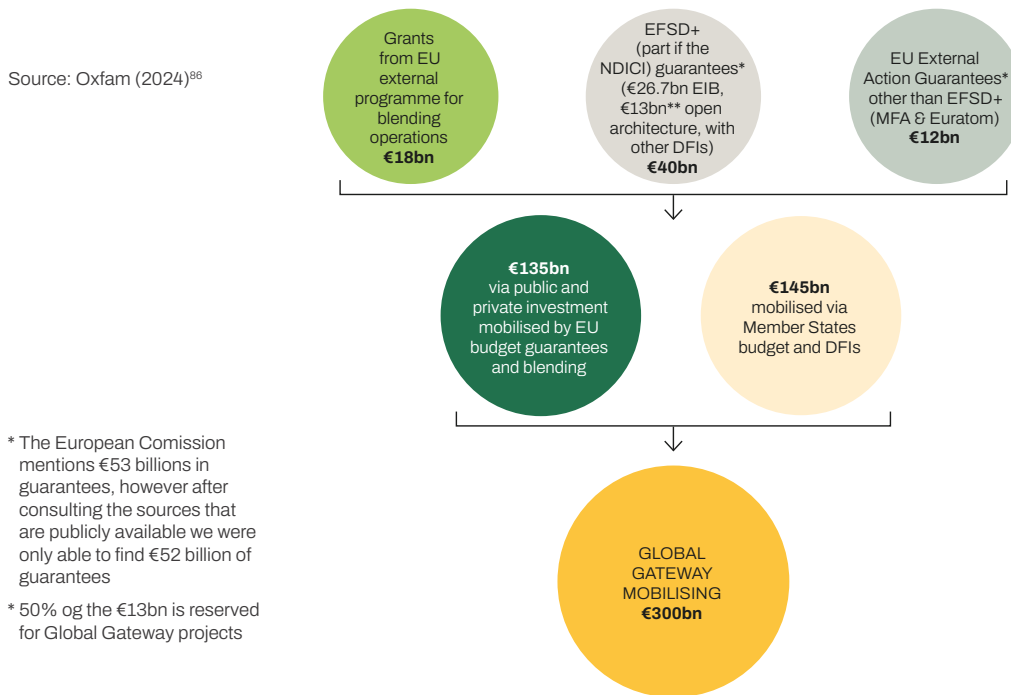 Source: Oxfam (2024)⁸⁶
Grants
from EU
external
programme for
blending
operations
€18bn
EFSD+
(part if the
NDICI) guarantees*
(€26.7bn EIB,
€13bn** open
architecture, with
other DFIs)
€40bn
EU External
Action Guarantees*
other than EFSD+
(MFA & Euratom)
€12bn
€135bn
via public and
private investment
mobilised by EU
budget guarantees
and blending
€145bn
mobilised via
Member States
budget and DFIs
* The European Comission
mentions €53 billions in
guarantees, however after
consulting the sources that
are publicly available we were
only able to find €52 billion of
guarantees
* 50% og the €13bn is reserved
for Global Gateway projects
GLOBAL
GATEWAY
MOBILISING
€300bn